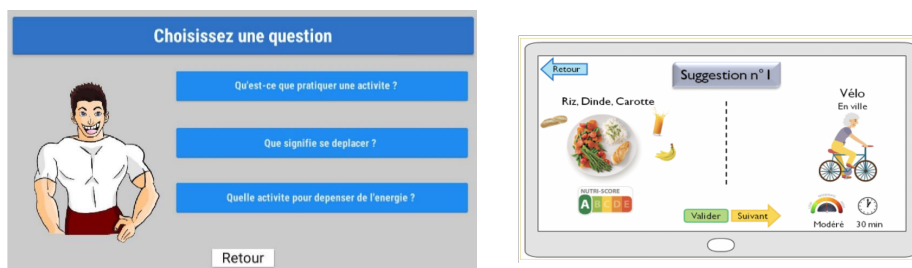 Choisissez une question
Qu'est-ce que pratiquer une activite ?
Que signifie se deplacer ?
Quelle activite pour depenser de l'energie ?
Retour
Retour
Suggestion n°1
Riz, Dinde, Carotte
Vélo
En ville
NUTRI-SCORE
A B C D E
Valider
Suivant
Modéré
30 min